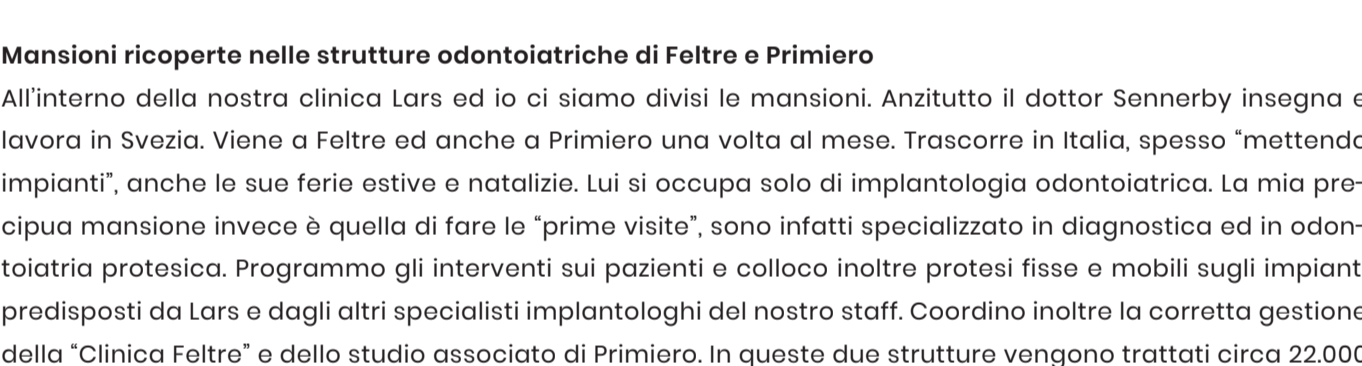 Mansioni ricoperte nelle strutture odontoiatriche di Feltre e Primiero
All’interno della nostra clinica Lars ed io ci siamo divisi le mansioni. Anzitutto il dottor Sennerby insegna e
lavora in Svezia. Viene a Feltre ed anche a Primiero una volta al mese. Trascorre in Italia, spesso “mettendo
impianti”, anche le sue ferie estive e natalizie. Lui si occupa solo di implantologia odontoiatrica. La mia pre-
cipua mansione invece è quella di fare le “prime visite”, sono infatti specializzato in diagnostica ed in odon-
toiatria protesica. Programmo gli interventi sui pazienti e colloco inoltre protesi fisse e mobili sugli impiant
predisposti da Lars e dagli altri specialisti implantologhi del nostro staff. Coordino inoltre la corretta gestione
della “Clinica Feltre” e dello studio associato di Primiero. In queste due strutture vengono trattati circa 22.000